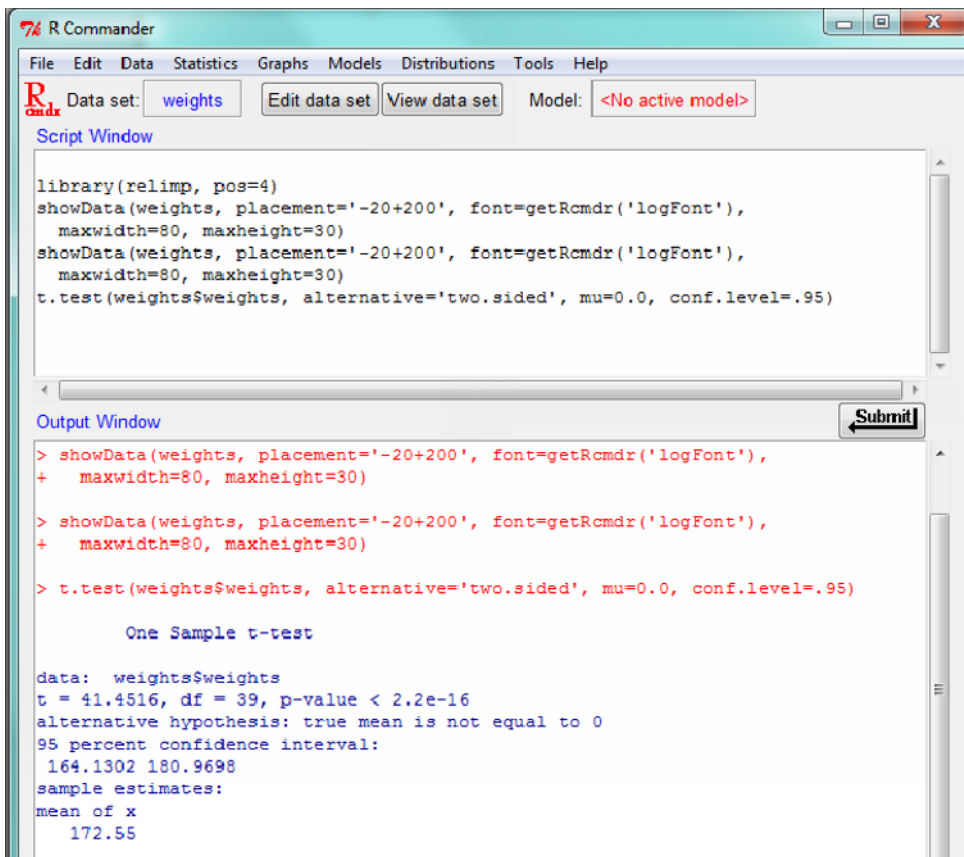 R Commander
File Edit Data Statistics Graphs Models Distributions Tools Help
R cmdr Data set: weights Edit data set View data set Model: <No active model>
Script Window
library(relimp, pos=4)
showData(weights, placement='-20+200', font=getRcmdr('logFont'),
maxwidth=80, maxheight=30)
showData(weights, placement='-20+200', font=getRcmdr('logFont'),
maxwidth=80, maxheight=30)
t.test(weights$weights, alternative='two.sided', mu=0.0, conf.level=.95)
Output Window
Submit
> showData(weights, placement='-20+200', font=getRcmdr('logFont'),
+ maxwidth=80, maxheight=30)
> showData(weights, placement='-20+200', font=getRcmdr('logFont'),
+ maxwidth=80, maxheight=30)
> t.test(weights$weights, alternative='two.sided', mu=0.0, conf.level=.95)
One Sample t-test
data: weights$weights
t = 41.4516, df = 39, p-value < 2.2e-16
alternative hypothesis: true mean is not equal to 0
95 percent confidence interval:
164.1302 180.9698
sample estimates:
mean of x
172.55